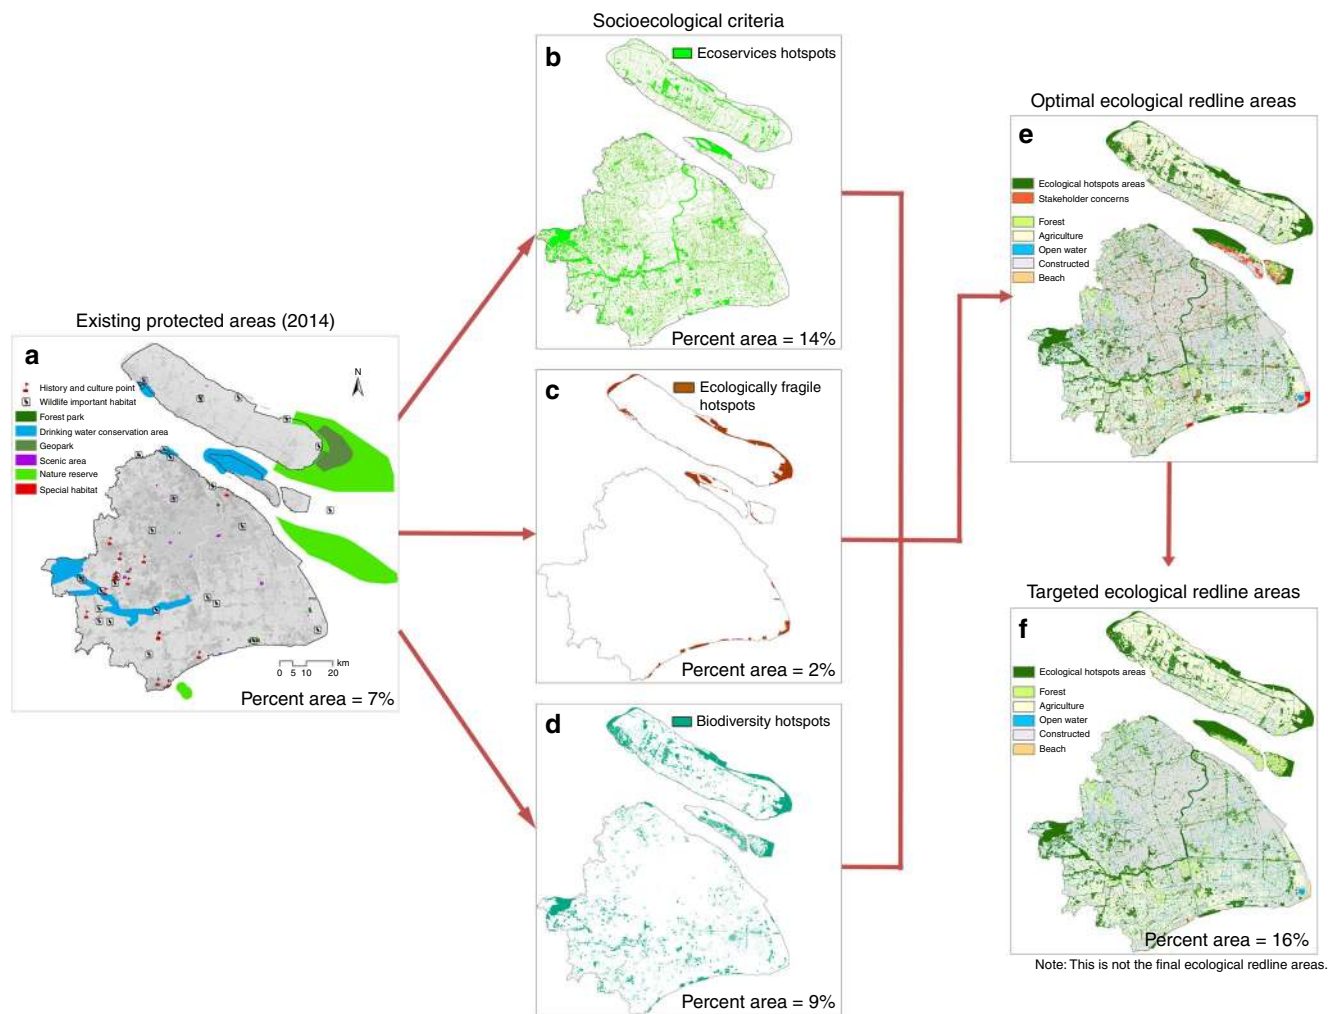 Socioecological criteria
b
Ecoservices hotspots
Percent area = 14%
Existing protected areas (2014)
a
N
History and culture point
Wildlife important habitat
Forest park
Drinking water conservation area
Geopark
Scenic area
Nature reserve
Special habitat
km
0 5 10 20
Percent area = 7%
c
Ecologically fragile
hotspots
Percent area = 2%
d
Biodiversity hotspots
Percent area = 9%
Optimal ecological redline areas
e
Ecological hotspots areas
Stakeholder concerns
Forest
Agriculture
Open water
Constructed
Beach
Targeted ecological redline areas
f
Ecological hotspots areas
Forest
Agriculture
Open water
Constructed
Beach
Percent area = 16%
Note: This is not the final ecological redline areas.